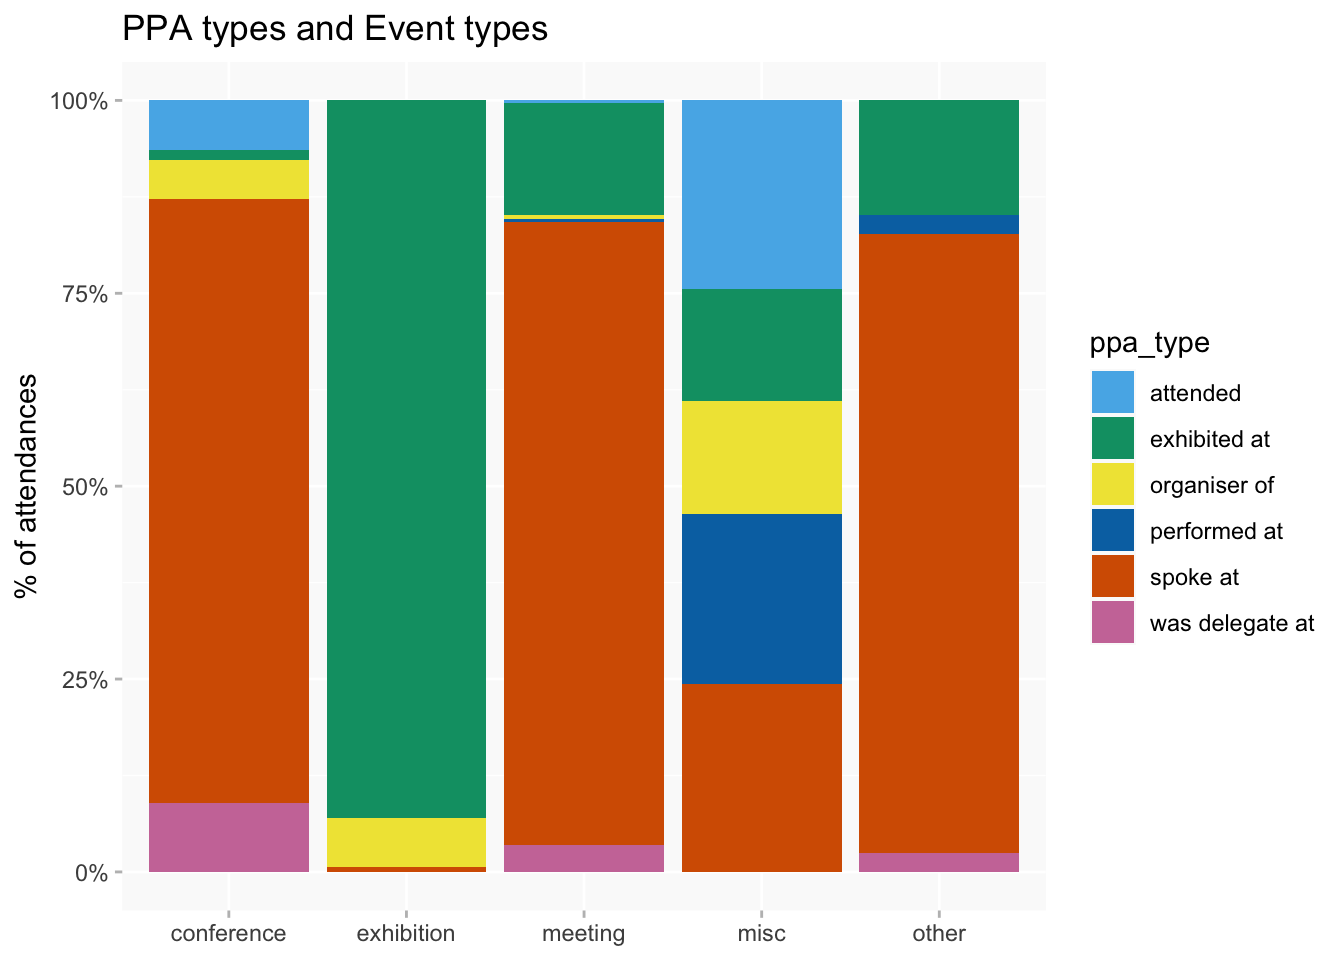 PPA types and Event types
100%
75%
50%
25%
0%
% of attendances
conference
exhibition
meeting
misc
other
ppa_type
attended
exhibited at
organiser of
performed at
spoke at
was delegate at